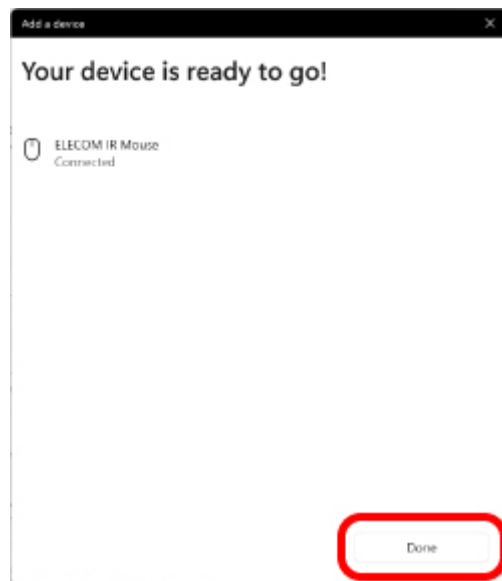 Add a device
Your device is ready to go!
ELECOM IR Mouse
Connected
Done